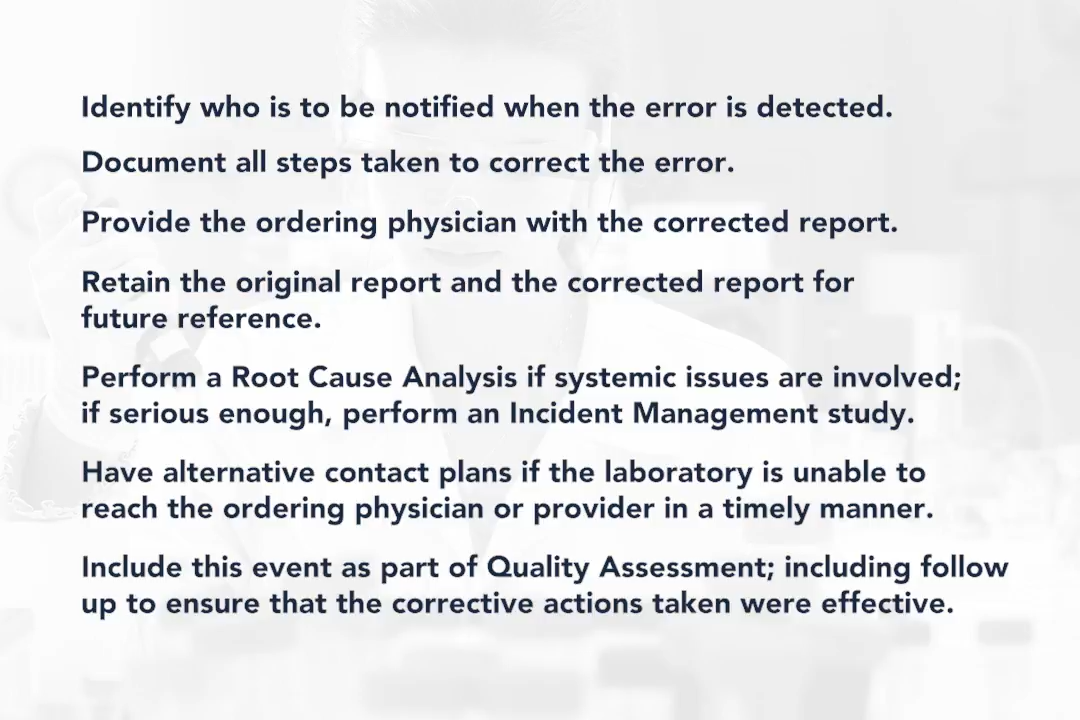 Identify who is to be notified when the error is detected.
Document all steps taken to correct the error.
Provide the ordering physician with the corrected report.
Retain the original report and the corrected report for
future reference.
Perform a Root Cause Analysis if systemic issues are involved;
if serious enough, perform an Incident Management study.
Have alternative contact plans if the laboratory is unable to
reach the ordering physician or provider in a timely manner.
Include this event as part of Quality Assessment; including follow
up to ensure that the corrective actions taken were effective.